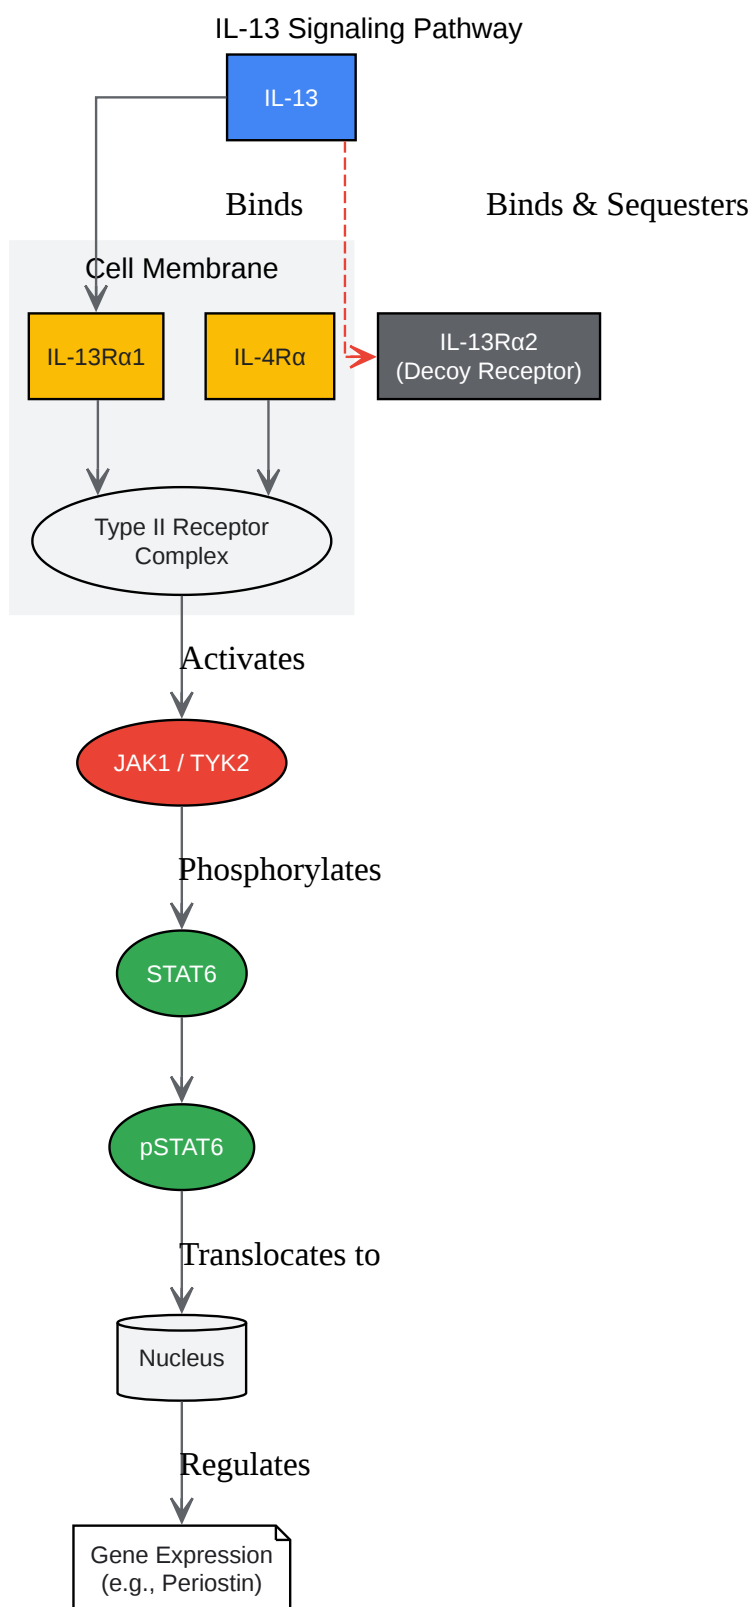 IL-13 Signaling Pathway
IL-13
Binds
Binds & Sequesters
Cell Membrane
IL-13Rα1
IL-4Rα
IL-13Rα2
(Decoy Receptor)
Type II Receptor
Complex
Activates
JAK1 / TYK2
Phosphorylates
STAT6
pSTAT6
Translocates to
Nucleus
Regulates
Gene Expression
(e.g., Periostin)